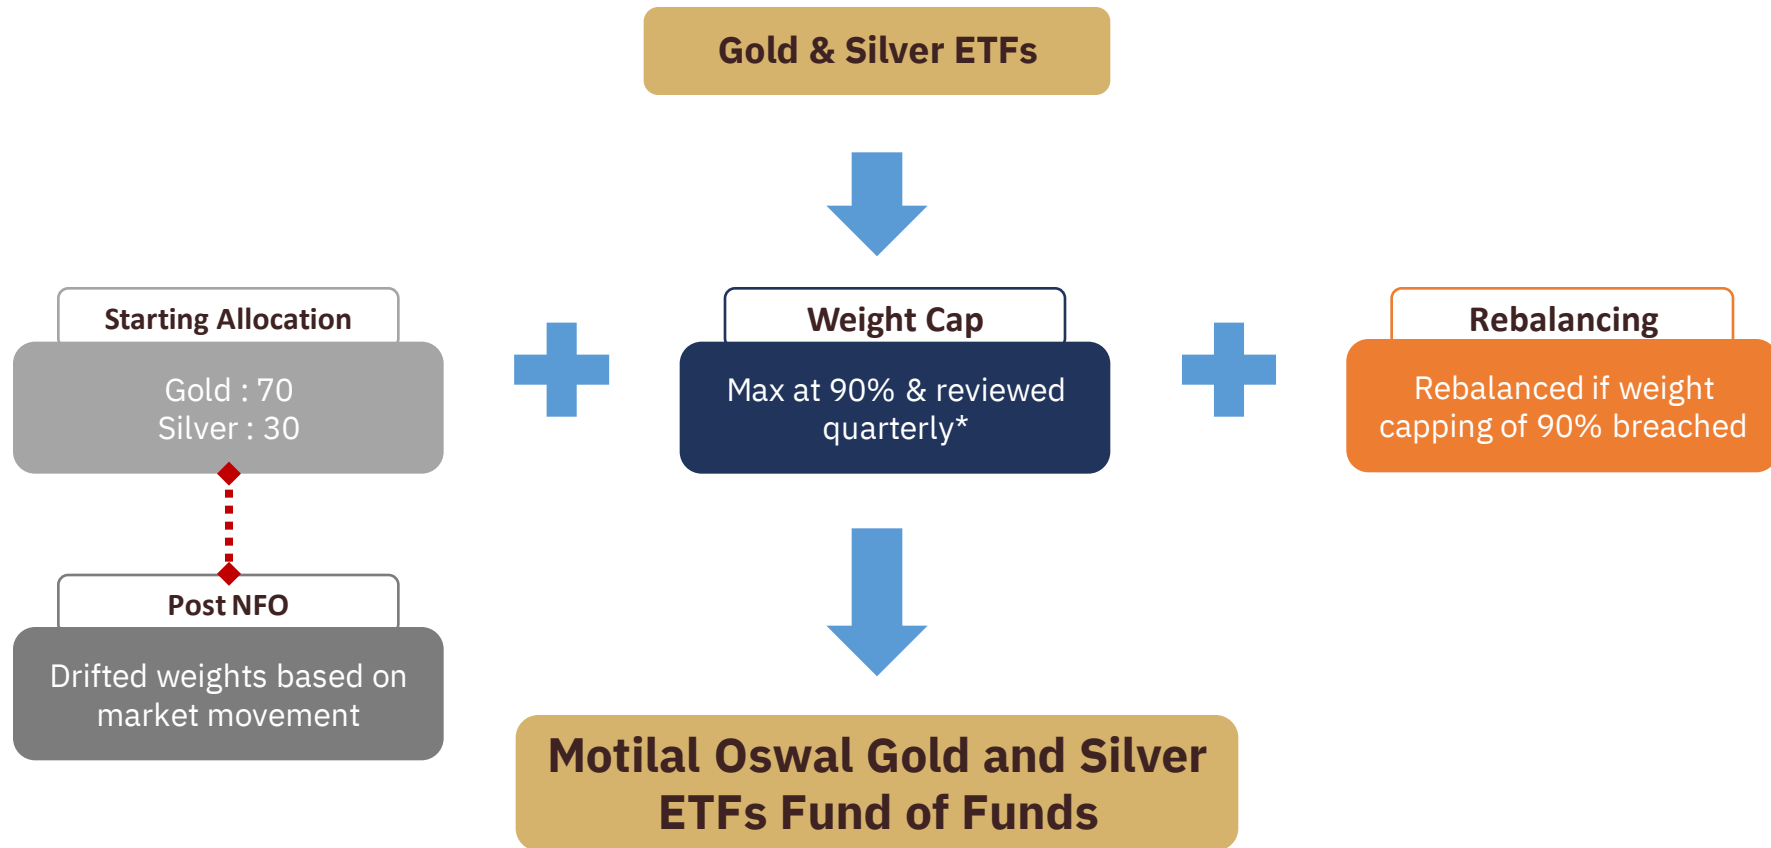 Gold & Silver ETFs
Starting Allocation
Gold : 70
Silver : 30
Weight Cap
Max at 90% & reviewed
quarterly*
Rebalancing
Rebalanced if weight
capping of 90% breached
Post NFO
Drifted weights based on
market movement
Motilal Oswal Gold and Silver
ETFs Fund of Funds